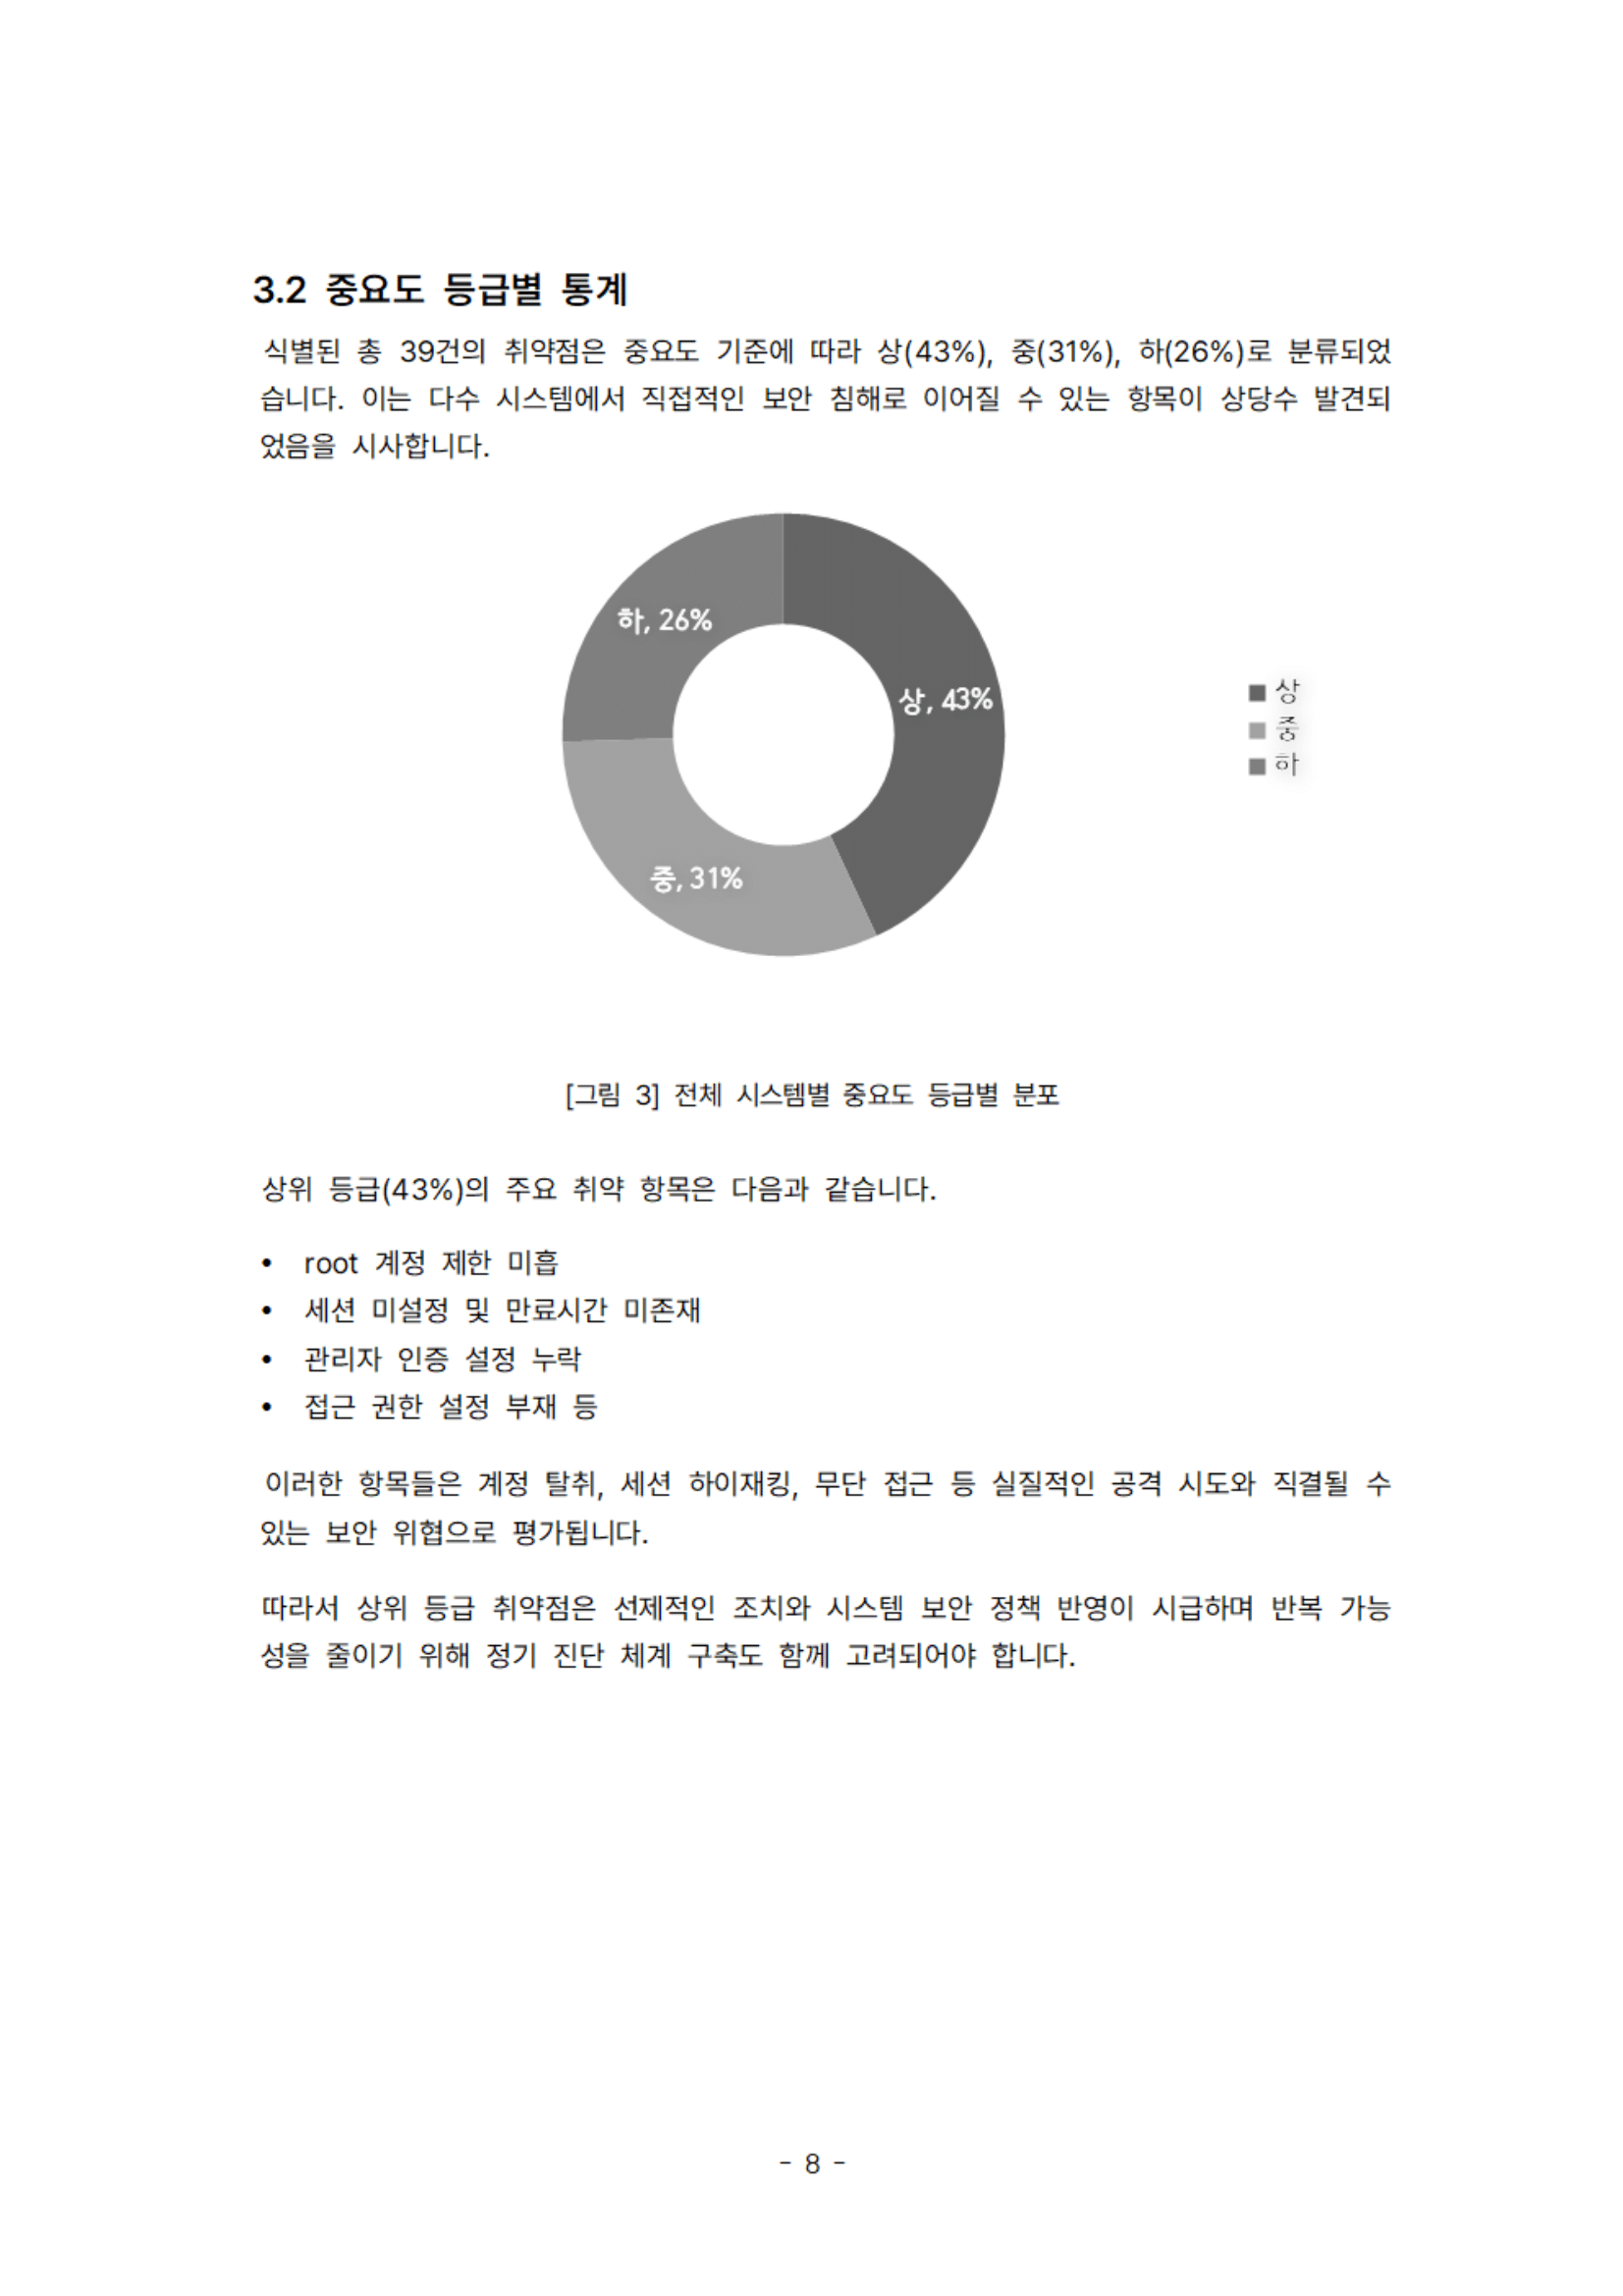 3.2 중요도 등급별 통계
식별된 총 39건의 취약점은 중요도 기준에 따라 상(43%), 중(31%), 하(26%)로 분류되었
습니다. 이는 다수 시스템에서 직접적인 보안 침해로 이어질 수 있는 항목이 상당수 발견되
었음을 시사합니다.
하, 26%
상, 43%
중, 31%
상
중
하
[그림 3] 전체 시스템별 중요도 등급별 분포
상위 등급(43%)의 주요 취약 항목은 다음과 같습니다.
• root 계정 제한 미흡
• 세션 미설정 및 만료시간 미존재
• 관리자 인증 설정 누락
• 접근 권한 설정 부재 등
이러한 항목들은 계정 탈취, 세션 하이재킹, 무단 접근 등 실질적인 공격 시도와 직결될 수
있는 보안 위협으로 평가됩니다.
따라서 상위 등급 취약점은 선제적인 조치와 시스템 보안 정책 반영이 시급하며 반복 가능
성을 줄이기 위해 정기 진단 체계 구축도 함께 고려되어야 합니다.
- 8 -